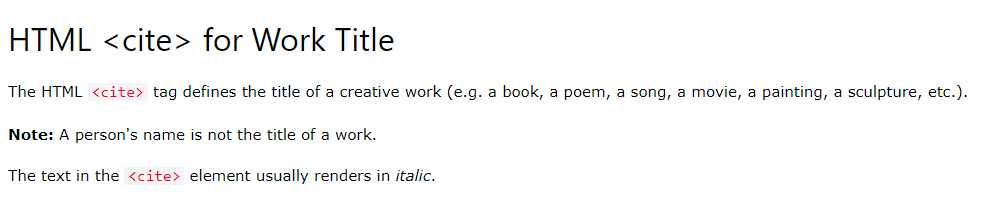 HTML <cite> for Work Title
The HTML <cite> tag defines the title of a creative work (e.g. a book, a poem, a song, a movie, a painting, a sculpture, etc.).
Note: A person's name is not the title of a work.
The text in the <cite> element usually renders in italic.